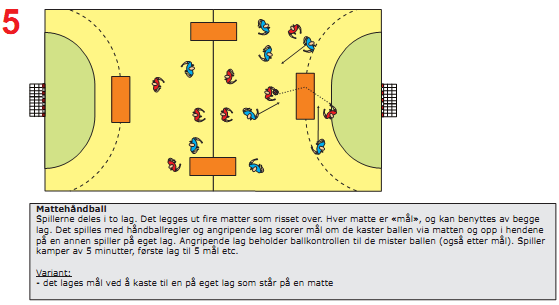 5
Mattehåndball
Spillerne deles i to lag. Det legges ut fire matter som risset over. Hver matte er «mål», og kan benyttes av begge
lag. Det spilles med håndballregler og angripende lag scorer mål om de kaster ballen via matten og opp i hendene
på en annen spiller på eget lag. Angripende lag beholder ballkontrollen til de mister ballen (også etter mål). Spiller
kamper av 5 minutter, første lag til 5 mål etc.
Variant:
- det lages mål ved å kaste til en på eget lag som står på en matte